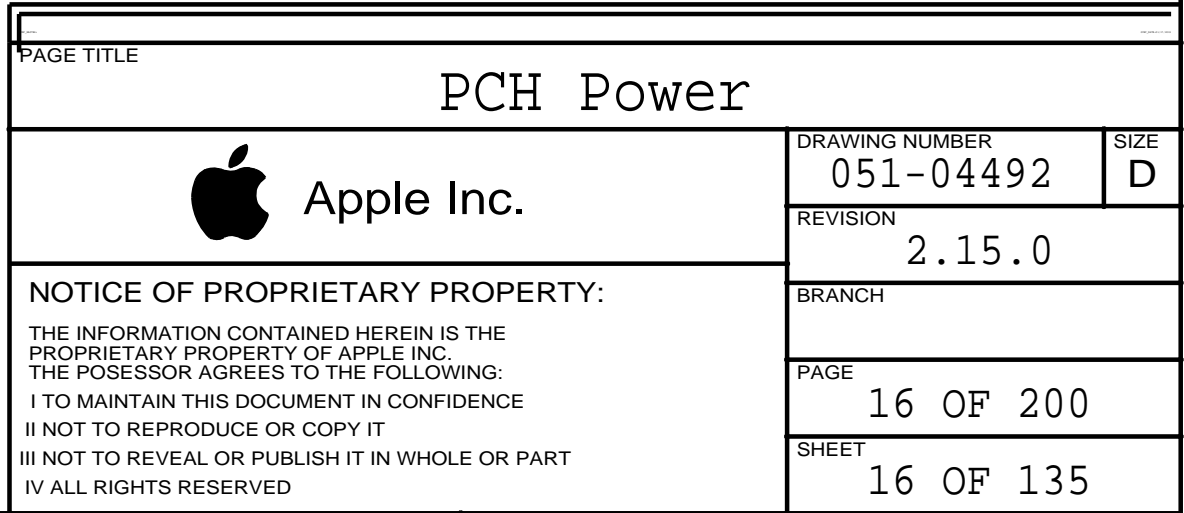 PAGE TITLE
PCH Power
Apple Inc.
DRAWING NUMBER
051-04492
SIZE
D
REVISION
2.15.0
NOTICE OF PROPRIETARY PROPERTY:
BRANCH
THE INFORMATION CONTAINED HEREIN IS THE
PROPRIETARY PROPERTY OF APPLE INC.
THE POSESSOR AGREES TO THE FOLLOWING:
I TO MAINTAIN THIS DOCUMENT IN CONFIDENCE
II NOT TO REPRODUCE OR COPY IT
III NOT TO REVEAL OR PUBLISH IT IN WHOLE OR PART
IV ALL RIGHTS RESERVED
PAGE
16 OF 200
SHEET
16 OF 135